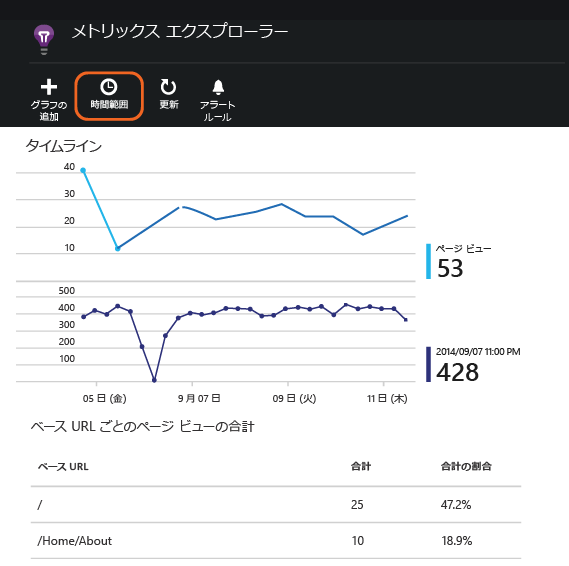 メトリックス エクスプローラー
グラフの
追加
時間範囲
更新
アラート
ルール
タイムライン
40
30
20
10
ページ ビュー
53
500
400
300
200
100
2014/09/07 11:00 PM
428
05 日 (金)
9 月 07 日
09 日 (火)
11 日 (木)
ベース URL ごとのページ ビューの合計
ベース URL 合計 合計の割合
/ 25 47.2%
/Home/About 10 18.9%